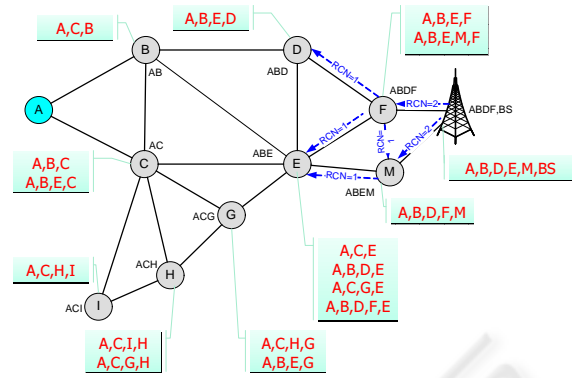 A,C,B
A,B,E,D
A,B,E,F
A,B,E,M,F
B
AB
D
ABD
RCN=1
ABDF
F
RCN=2
ABDF,BS
A
RCN=1
RCN=1
RCN=2
AC
C
ABE
E
RCN=1
M
ABEM
A,B,C
A,B,E,C
A,B,D,E,M,BS
A,B,D,F,M
ACG
G
A,C,H,I
ACH
H
ACI
I
A,C,E
A,B,D,E
A,C,G,E
A,B,D,F,E
A,C,I,H
A,C,G,H
A,C,H,G
A,B,E,G